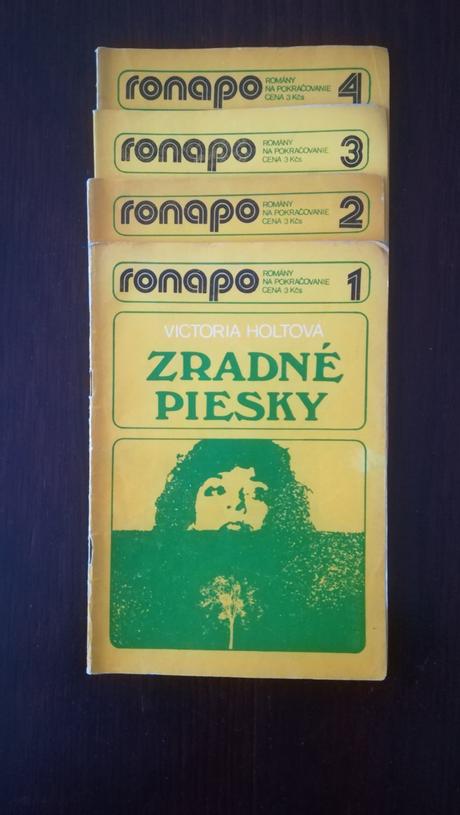 ronapo ROMÁNY
NA POKRAČOVANIE
CENA 3 Kčs 4
ronapo ROMÁNY
NA POKRAČOVANIE
CENA 3 Kčs 3
ronapo ROMÁNY
NA POKRAČOVANIE
CENA 3 Kčs 2
ronapo ROMÁNY
NA POKRAČOVANIE
CENA 3 Kčs 1
VICTORIA HOLTOVÁ
ZRADNÉ
PIESKY